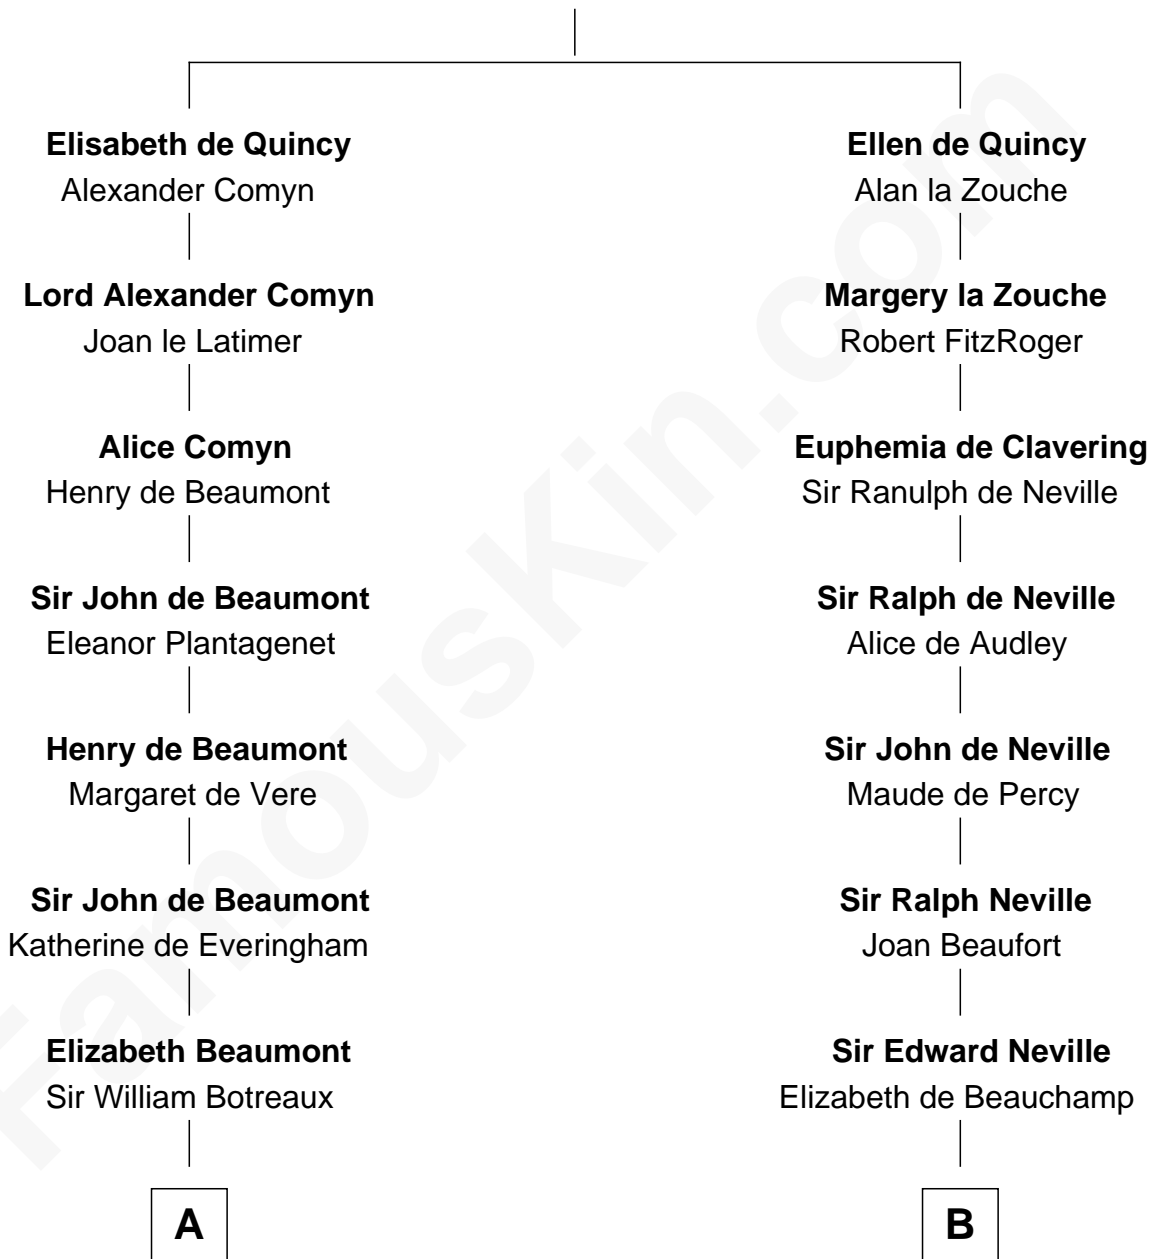 Elisabeth de Quincy
Alexander Comyn
Ellen de Quincy
Alan la Zouche
Lord Alexander Comyn
Joan le Latimer
Margery la Zouche
Robert FitzRoger
Alice Comyn
Henry de Beaumont
Euphemia de Clavering
Sir Ranulph de Neville
Sir John de Beaumont
Eleanor Plantagenet
Sir Ralph de Neville
Alice de Audley
Henry de Beaumont
Margaret de Vere
Sir John de Neville
Maude de Percy
Sir John de Beaumont
Katherine de Everingham
Sir Ralph Neville
Joan Beaufort
Elizabeth Beaumont
Sir William Botreaux
Sir Edward Neville
Elizabeth de Beauchamp
A
B
FamousKin.com